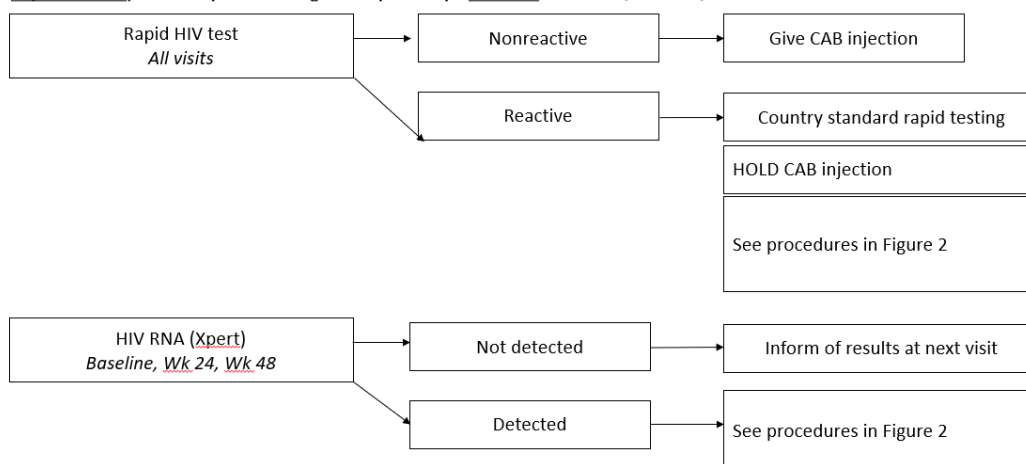 Rapid HIV test
All visits
Nonreactive
Give CAB injection
Reactive
Country standard rapid testing
HOLD CAB injection
See procedures in Figure 2
HIV RNA (Xpert)
Baseline, Wk 24, Wk 48
Not detected
Inform of results at next visit
Detected
See procedures in Figure 2